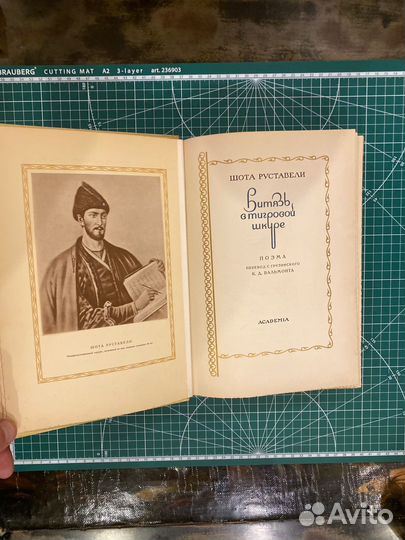 BRAUBERG CUTTING MAT A2 3-layer art. 236903
ШОТА РУСТАВЕЛИ
ШОТА РУСТАВЕЛИ
Витязь
в тигровой
шкуре
ПОЭМА
ПЕРЕВОД С ГРУЗИНСКОГО
К. Д. БАЛЬМОНТА
ACADEMIA
Avito